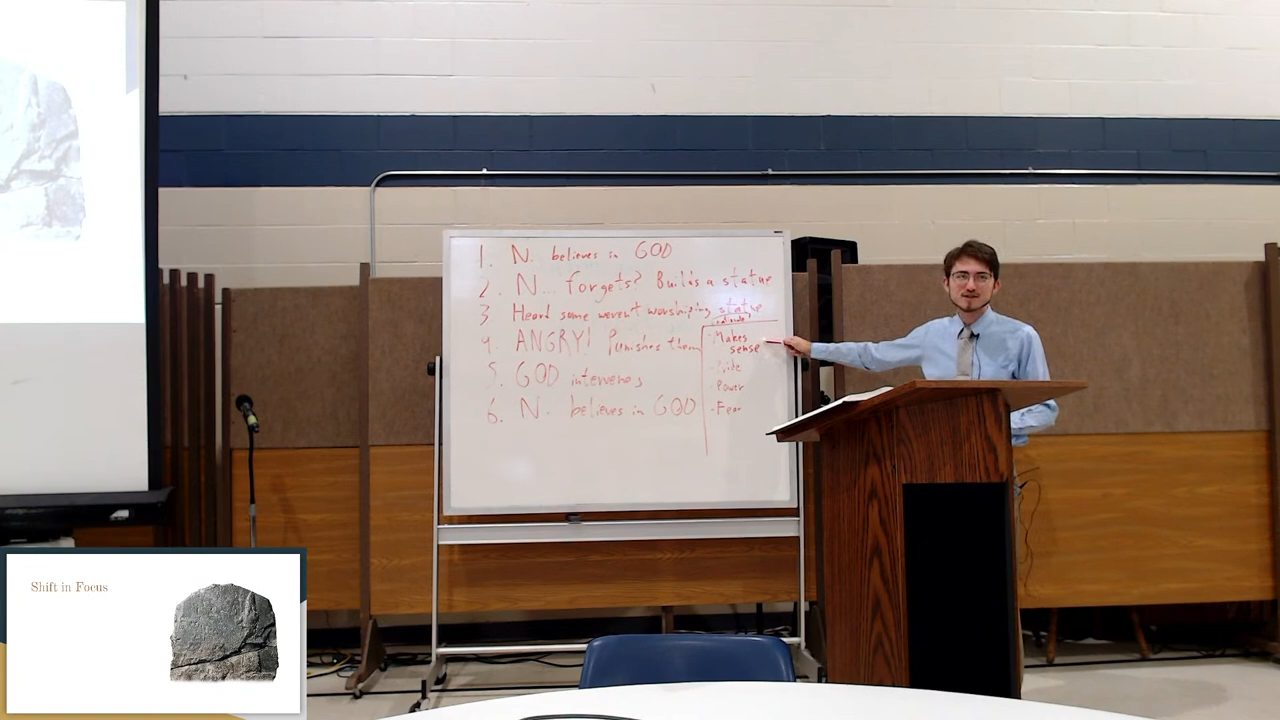 1. N. believes in GOD
2. N... forgets? Builds a statue
3. Heard some weren't worshiping statue
4. ANGRY! Punishes them
5. GOD intervenes
6. N. believes in GOD
rationale
- Makes sense
- Pride
- Power
- Fear
Shift in Focus